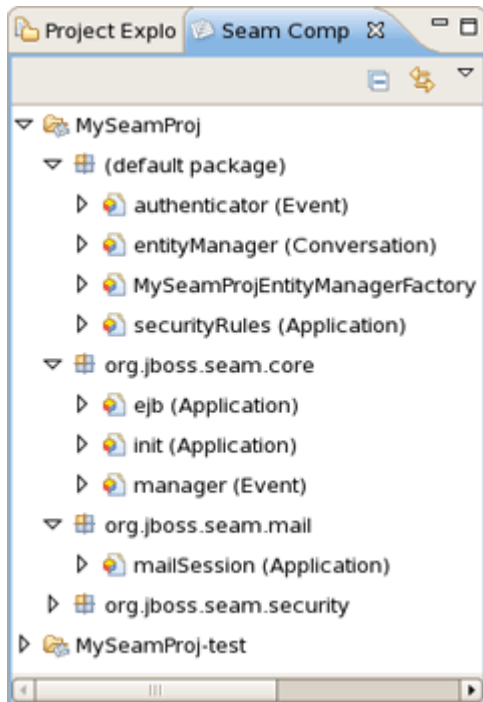 Project Explo Seam Comp
MySeamProj
(default package)
authenticator (Event)
entityManager (Conversation)
MySeamProjEntityManagerFactory
securityRules (Application)
org.jboss.seam.core
ejb (Application)
init (Application)
manager (Event)
org.jboss.seam.mail
mailSession (Application)
org.jboss.seam.security
MySeamProj-test